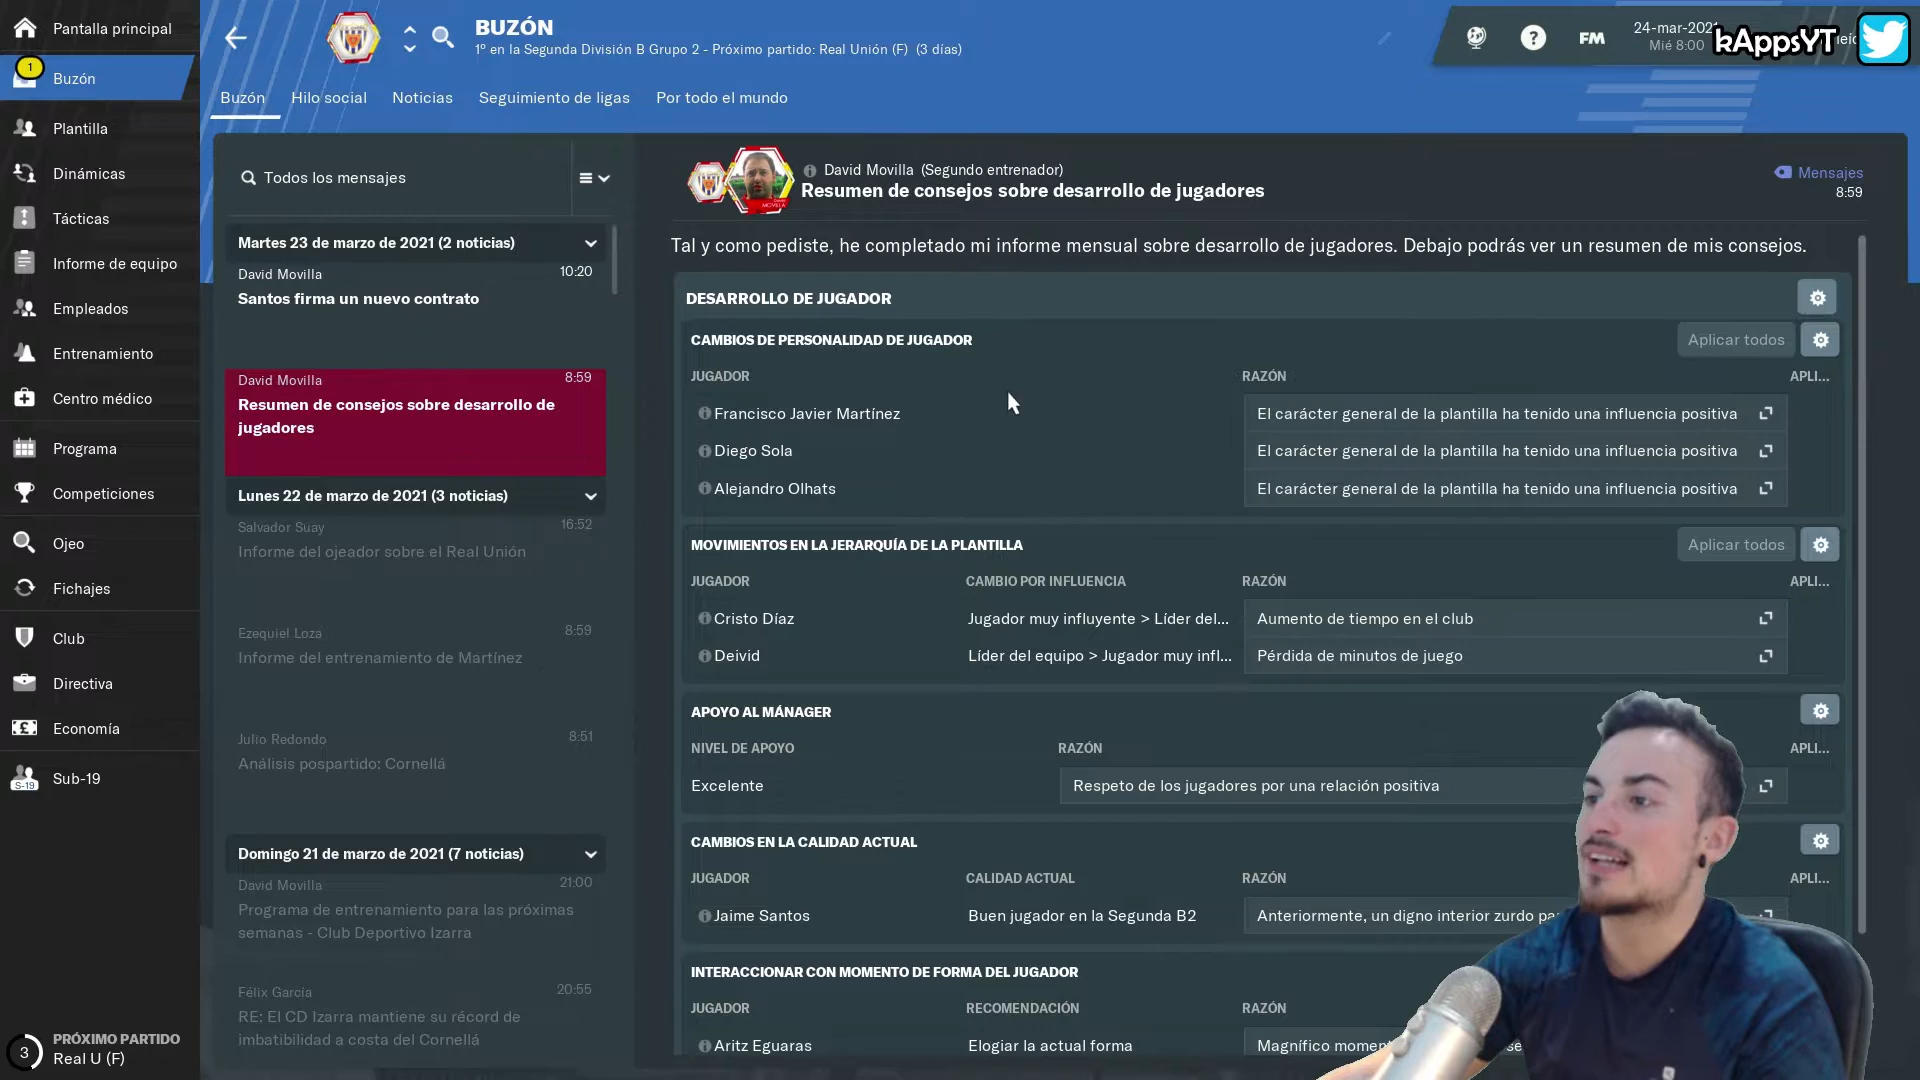 Pantalla principal
1
Buzón
Plantilla
Dinámicas
Tácticas
Informe de equipo
Empleados
Entrenamiento
Centro médico
Programa
Competiciones
Ojeo
Fichajes
Club
Directiva
Economía
S-19
Sub-19
3
PRÓXIMO PARTIDO
Real U (F)
BUZÓN
1º en la Segunda División B Grupo 2 - Próximo partido: Real Unión (F) (3 días)
?
FM
24-mar-2021
Mié 8:00
kAppsYT
Buzón
Hilo social
Noticias
Seguimiento de ligas
Por todo el mundo
Todos los mensajes
Martes 23 de marzo de 2021 (2 noticias)
David Movilla
10:20
Santos firma un nuevo contrato
David Movilla
8:59
Resumen de consejos sobre desarrollo de
jugadores
Lunes 22 de marzo de 2021 (3 noticias)
Salvador Suay
16:52
Informe del ojeador sobre el Real Unión
Ezequiel Loza
8:59
Informe del entrenamiento de Martínez
Julio Redondo
8:51
Análisis pospartido: Cornellá
Domingo 21 de marzo de 2021 (7 noticias)
David Movilla
21:00
Programa de entrenamiento para las próximas
semanas - Club Deportivo Izarra
Félix García
20:55
RE: El CD Izarra mantiene su récord de
imbatibilidad a costa del Cornellá
MOVILLA
David Movilla (Segundo entrenador)
Resumen de consejos sobre desarrollo de jugadores
Mensajes
8:59
Tal y como pediste, he completado mi informe mensual sobre desarrollo de jugadores. Debajo podrás ver un resumen de mis consejos.
DESARROLLO DE JUGADOR
CAMBIOS DE PERSONALIDAD DE JUGADOR
Aplicar todos
JUGADOR
RAZÓN
APLI...
Francisco Javier Martínez
El carácter general de la plantilla ha tenido una influencia positiva
Diego Sola
El carácter general de la plantilla ha tenido una influencia positiva
Alejandro Olhats
El carácter general de la plantilla ha tenido una influencia positiva
MOVIMIENTOS EN LA JERARQUÍA DE LA PLANTILLA
Aplicar todos
JUGADOR
CAMBIO POR INFLUENCIA
RAZÓN
APLI...
Cristo Díaz
Jugador muy influyente > Líder del...
Aumento de tiempo en el club
Deivid
Líder del equipo > Jugador muy infl...
Pérdida de minutos de juego
APOYO AL MÁNAGER
NIVEL DE APOYO
RAZÓN
APLI...
Excelente
Respeto de los jugadores por una relación positiva
CAMBIOS EN LA CALIDAD ACTUAL
JUGADOR
CALIDAD ACTUAL
RAZÓN
APLI...
Jaime Santos
Buen jugador en la Segunda B2
Anteriormente, un digno interior zurdo
INTERACCIONAR CON MOMENTO DE FORMA DEL JUGADOR
JUGADOR
RECOMENDACIÓN
RAZÓN
Aritz Eguaras
Elogiar la actual forma
Magnífico